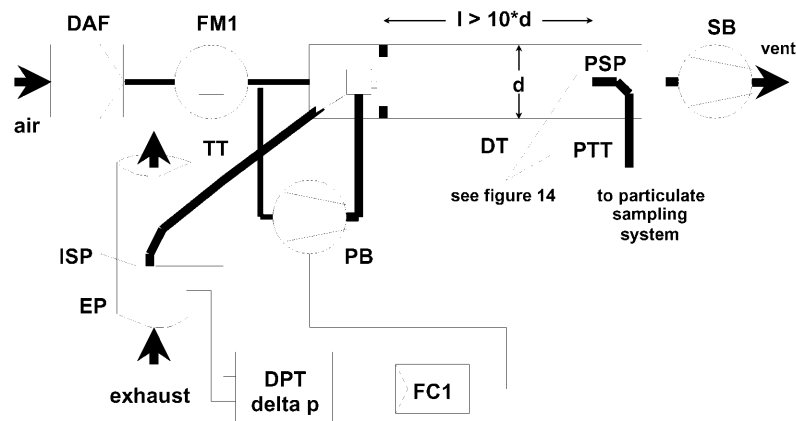 l > 10*d
DAF
FM1
SB
vent
PSP
d
air
TT
DT
PTT
see figure 14
to particulate
sampling
system
ISP
PB
EP
exhaust
DPT
delta p
FC1